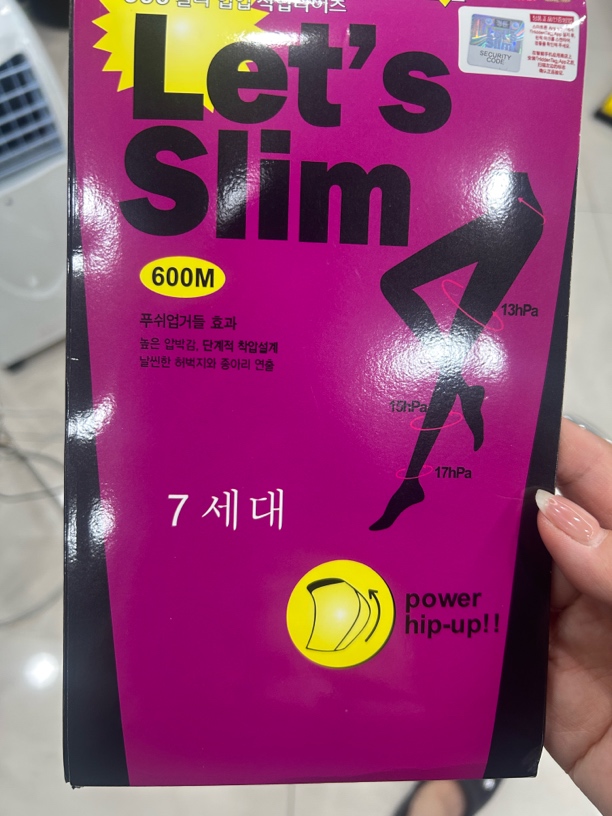 Let's
Slim
Slim
SECURITY
CODE
600M
푸쉬업거들 효과
높은 압박감, 단계적 착압설계
날씬한 허벅지와 종아리 연출
13hPa
15hPa
17hPa
7 세대
power
hip-up!!